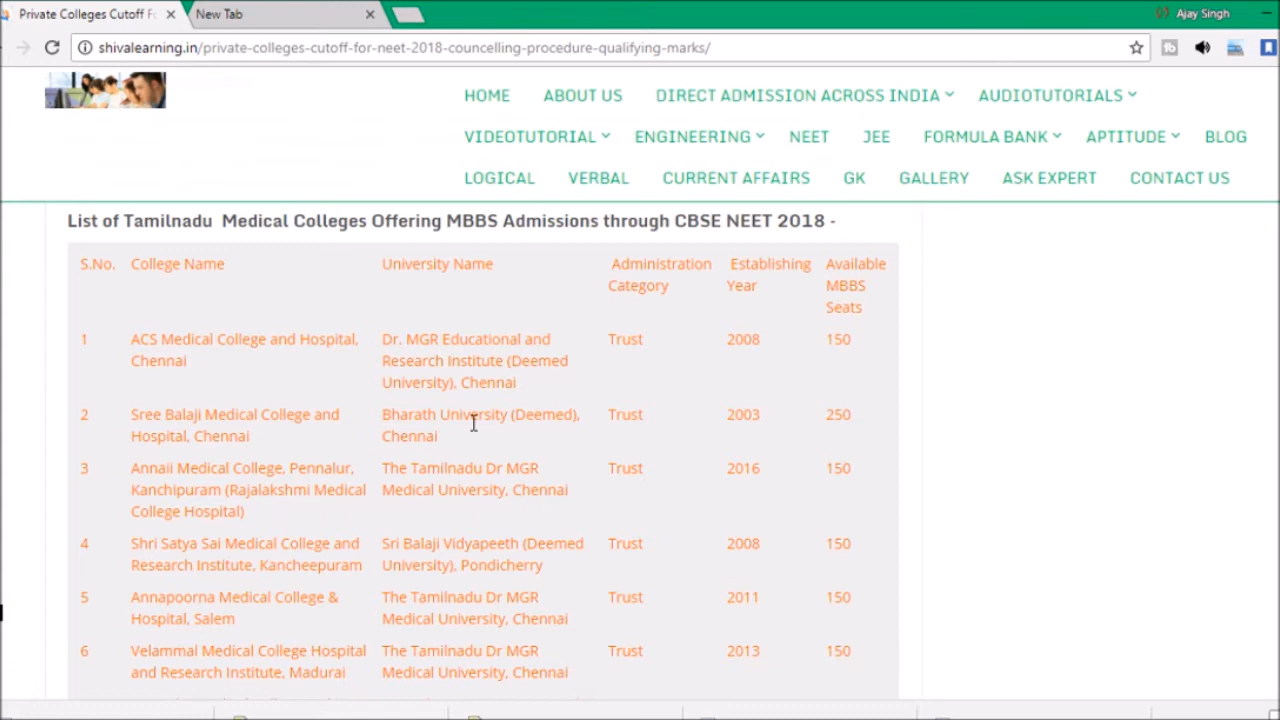 Private Colleges Cutoff Fo
New Tab
Ajay Singh
shivalearning.in/private-colleges-cutoff-for-neet-2018-councelling-procedure-qualifying-marks/
HOME ABOUT US DIRECT ADMISSION ACROSS INDIA AUDIOTUTORIALS
VIDEOTUTORIAL ENGINEERING NEET JEE FORMULA BANK APTITUDE BLOG
LOGICAL VERBAL CURRENT AFFAIRS GK GALLERY ASK EXPERT CONTACT US
List of Tamilnadu Medical Colleges Offering MBBS Admissions through CBSE NEET 2018 -
S.No. College Name University Name Administration Establishing Available
Category Year MBBS
Seats
1 ACS Medical College and Hospital, Dr. MGR Educational and Trust 2008 150
Chennai Research Institute (Deemed
University), Chennai
2 Sree Balaji Medical College and Bharath University (Deemed), Trust 2003 250
Hospital, Chennai Chennai
3 Annaii Medical College, Pennalur, The Tamilnadu Dr MGR Trust 2016 150
Kanchipuram (Rajalakshmi Medical Medical University, Chennai
College Hospital)
4 Shri Satya Sai Medical College and Sri Balaji Vidyapeeth (Deemed Trust 2008 150
Research Institute, Kancheepuram University), Pondicherry
5 Annapoorna Medical College & The Tamilnadu Dr MGR Trust 2011 150
Hospital, Salem Medical University, Chennai
6 Velammal Medical College Hospital The Tamilnadu Dr MGR Trust 2013 150
and Research Institute, Madurai Medical University, Chennai